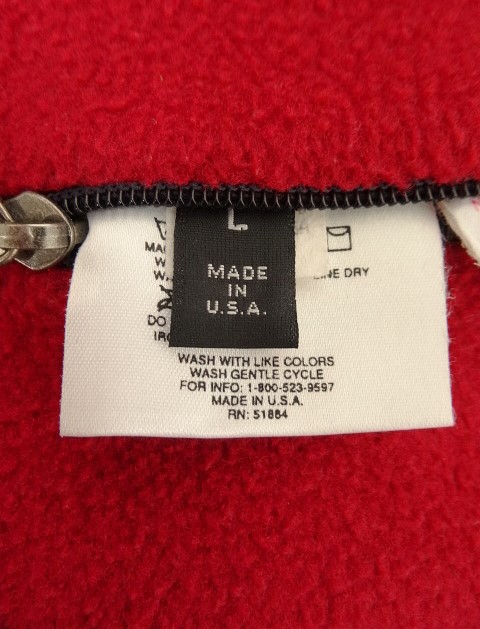 L
MADE
IN
U.S.A.
LINE DRY
DO
WASH WITH LIKE COLORS
WASH GENTLE CYCLE
FOR INFO: 1-800-523-9597
MADE IN U.S.A.
RN: 51884